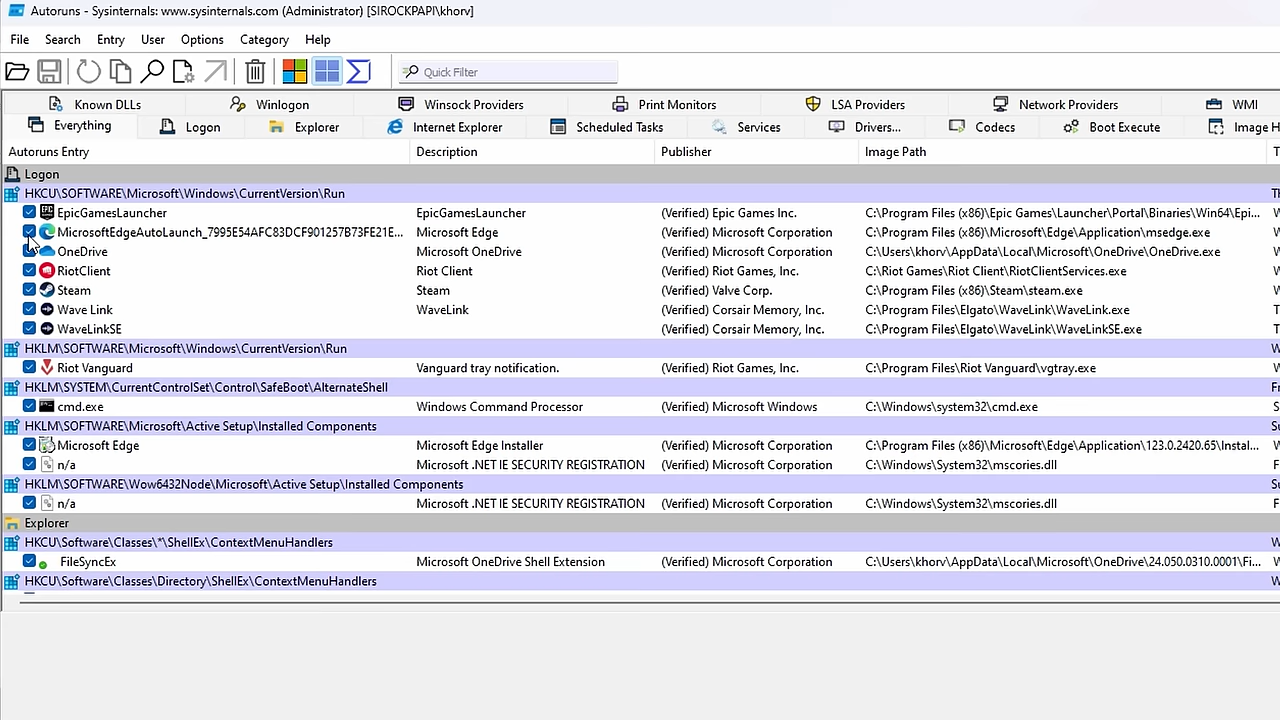 Autoruns - Sysinternals: www.sysinternals.com (Administrator) [SIROCKPAPI\khorv]
File Search Entry User Options Category Help
Quick Filter
Known DLLs Winlogon Winsock Providers Print Monitors LSA Providers Network Providers WMI
Everything Logon Explorer Internet Explorer Scheduled Tasks Services Drivers... Codecs Boot Execute Image H
Autoruns Entry Description Publisher Image Path T
Logon
HKCU\SOFTWARE\Microsoft\Windows\CurrentVersion\Run Th
EpicGamesLauncher EpicGamesLauncher (Verified) Epic Games Inc. C:\Program Files (x86)\Epic Games\Launcher\Portal\Binaries\Win64\Epi... W
MicrosoftEdgeAutoLaunch_7995E54AFC83DCF901257B73FE21E... Microsoft Edge (Verified) Microsoft Corporation C:\Program Files (x86)\Microsoft\Edge\Application\msedge.exe W
OneDrive Microsoft OneDrive (Verified) Microsoft Corporation C:\Users\khorv\AppData\Local\Microsoft\OneDrive\OneDrive.exe W
RiotClient Riot Client (Verified) Riot Games, Inc. C:\Riot Games\Riot Client\RiotClientServices.exe W
Steam Steam (Verified) Valve Corp. C:\Program Files (x86)\Steam\steam.exe W
Wave Link WaveLink (Verified) Corsair Memory, Inc. C:\Program Files\Elgato\WaveLink\WaveLink.exe T
WaveLinkSE (Verified) Corsair Memory, Inc. C:\Program Files\Elgato\WaveLink\WaveLinkSE.exe T
HKLM\SOFTWARE\Microsoft\Windows\CurrentVersion\Run W
Riot Vanguard Vanguard tray notification. (Verified) Riot Games, Inc. C:\Program Files\Riot Vanguard\vgtray.exe W
HKLM\SYSTEM\CurrentControlSet\Control\SafeBoot\AlternateShell Fr
cmd.exe Windows Command Processor (Verified) Microsoft Windows C:\Windows\system32\cmd.exe S
HKLM\SOFTWARE\Microsoft\Active Setup\Installed Components Su
Microsoft Edge Microsoft Edge Installer (Verified) Microsoft Corporation C:\Program Files (x86)\Microsoft\Edge\Application\123.0.2420.65\Instal... W
n/a Microsoft .NET IE SECURITY REGISTRATION (Verified) Microsoft Corporation C:\Windows\System32\mscories.dll F
HKLM\SOFTWARE\Wow6432Node\Microsoft\Active Setup\Installed Components Su
n/a Microsoft .NET IE SECURITY REGISTRATION (Verified) Microsoft Corporation C:\Windows\System32\mscories.dll F
Explorer
HKCU\Software\Classes\*\ShellEx\ContextMenuHandlers W
FileSyncEx Microsoft OneDrive Shell Extension (Verified) Microsoft Corporation C:\Users\khorv\AppData\Local\Microsoft\OneDrive\24.050.0310.0001\Fi... W
HKCU\Software\Classes\Directory\ShellEx\ContextMenuHandlers W